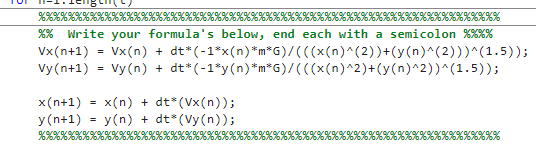 for n=1:length(t)
%%%%%%%%%%%%%%%%%%%%%%%%%%%%%%%%%%%%%%%%%%%%%%%%%%%%%%%%%%%%%%%
%%  Write your formula's below, end each with a semicolon %%%%
Vx(n+1) = Vx(n) + dt*(-1*x(n)*m*G)/(((x(n)^(2))+(y(n)^(2)))^(1.5));
Vy(n+1) = Vy(n) + dt*(-1*y(n)*m*G)/(((x(n)^2)+(y(n)^2))^(1.5));
x(n+1) = x(n) + dt*(Vx(n));
y(n+1) = y(n) + dt*(Vy(n));
%%%%%%%%%%%%%%%%%%%%%%%%%%%%%%%%%%%%%%%%%%%%%%%%%%%%%%%%%%%%%%%